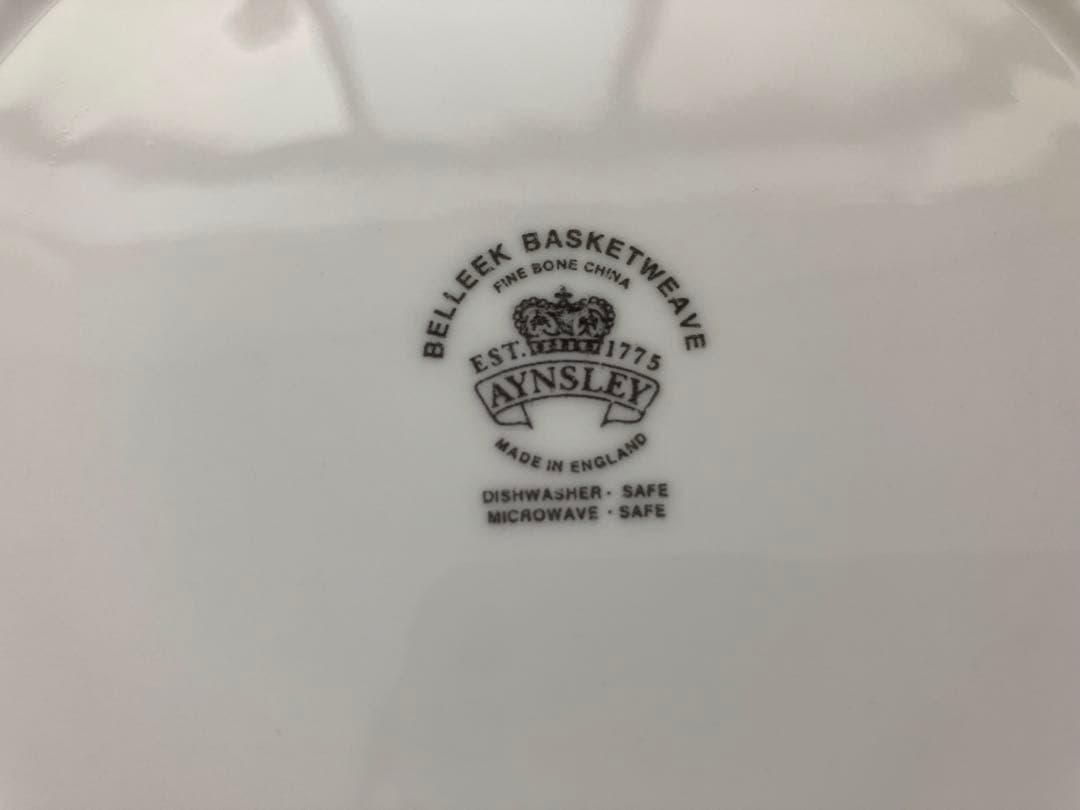 BELLEEK BASKETWEAVE
FINE BONE CHINA
EST. 1775
AYNSLEY
MADE IN ENGLAND
DISHWASHER · SAFE
MICROWAVE · SAFE